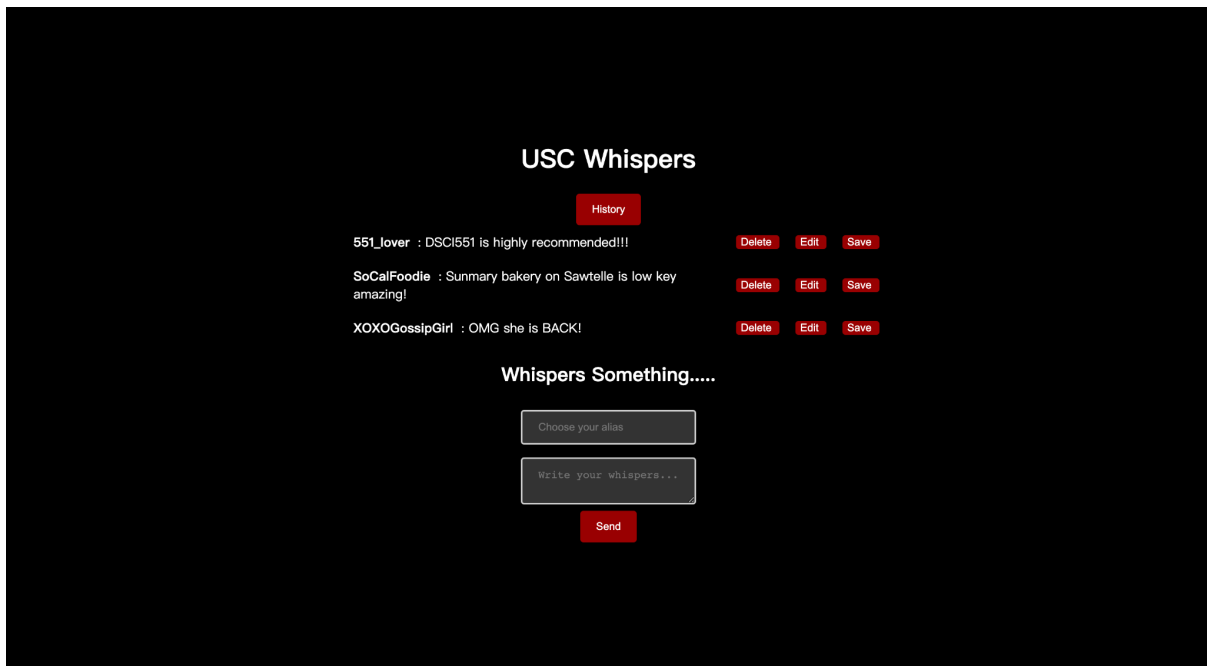 USC Whispers
History
551_lover : DSCI551 is highly recommended!!! Delete Edit Save
SoCalFoodie : Sunmary bakery on Sawtelle is low key Delete Edit Save
amazing!
XOXOGossipGirl : OMG she is BACK! Delete Edit Save
Whispers Something.....
Choose your alias
Write your whispers...
Send